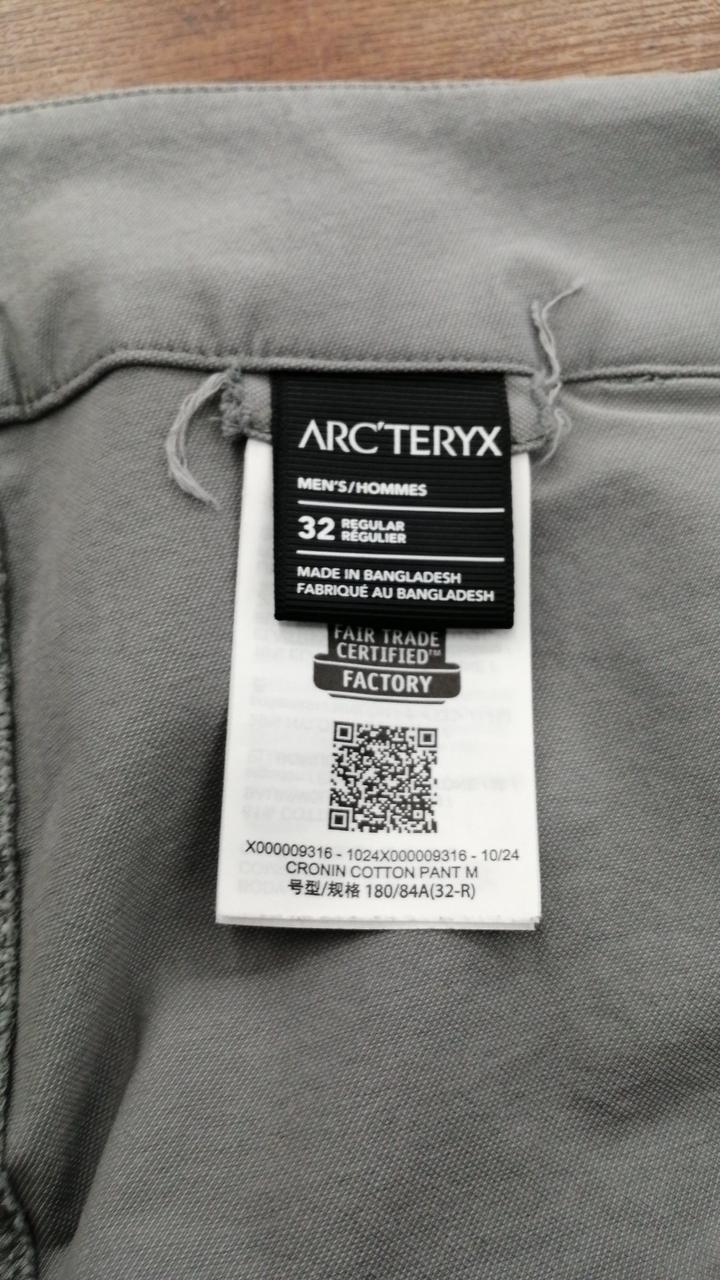 ARC'TERYX
MEN'S/HOMMES
32 REGULAR
RÉGULIER
MADE IN BANGLADESH
FABRIQUÉ AU BANGLADESH
FAIR TRADE
CERTIFIED™
FACTORY
X000009316 - 1024X000009316 - 10/24
CRONIN COTTON PANT M
号型/规格 180/84A(32-R)